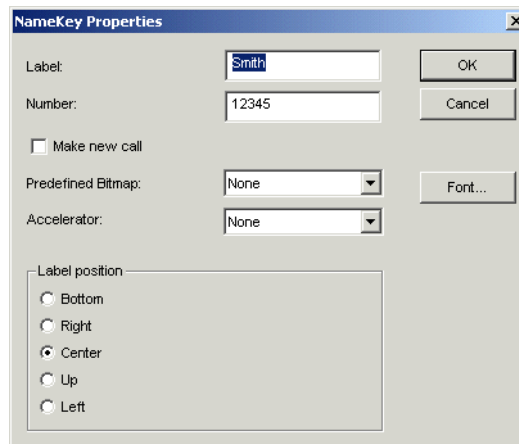 NameKey Properties
Label: Smith OK
Number: 12345 Cancel
Make new call
Predefined Bitmap: None Font...
Accelerator: None
Label position
Bottom
Right
Center
Up
Left